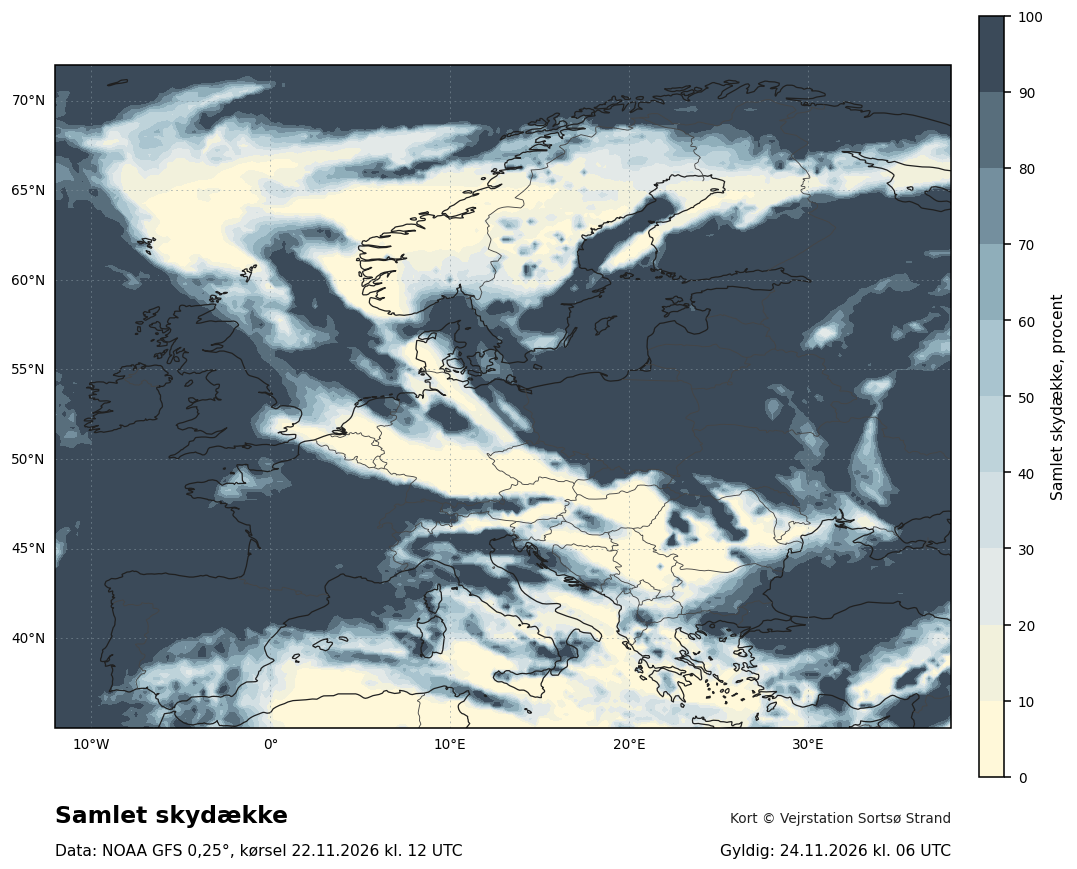 70°N
65°N
60°N
55°N
50°N
45°N
40°N
10°W
0°
10°E
20°E
30°E
100
90
80
70
60
50
40
30
20
10
0
Samlet skydække, procent
Samlet skydække
Kort © Vejrstation Sortsø Strand
Data: NOAA GFS 0,25°, kørsel 22.11.2026 kl. 12 UTC
Gyldig: 24.11.2026 kl. 06 UTC